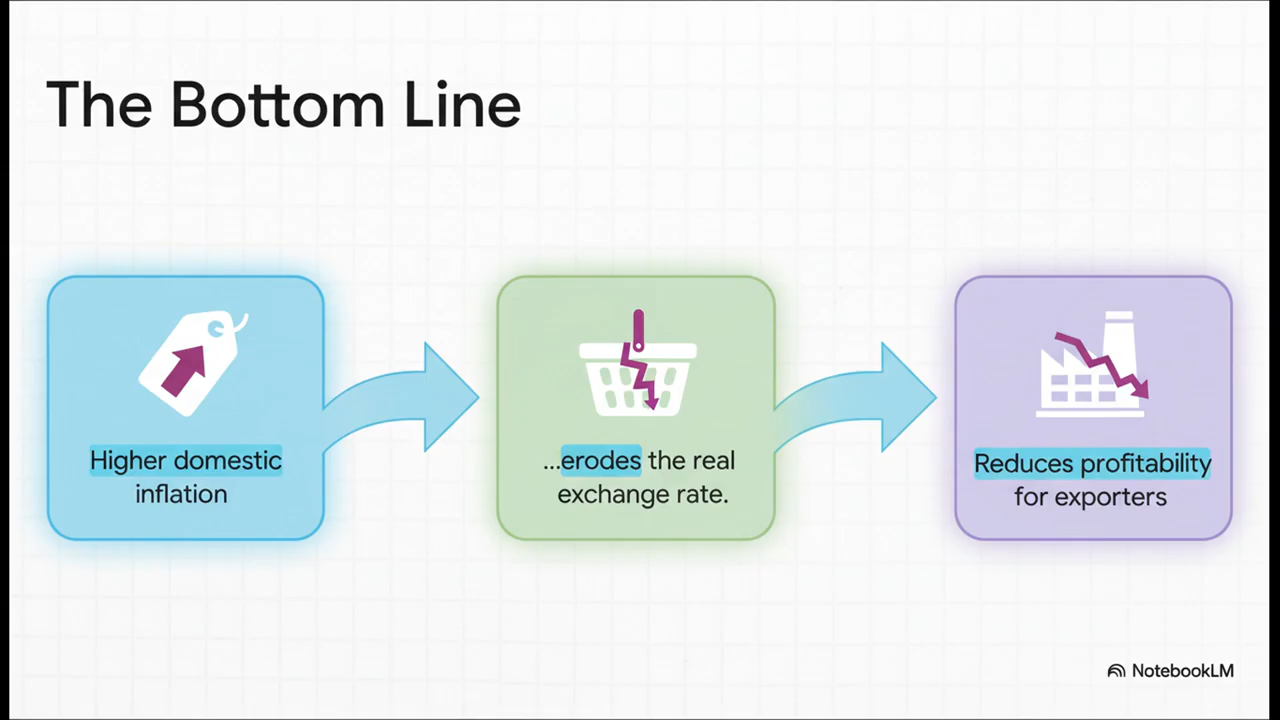 The Bottom Line
Higher domestic
inflation
...erodes the real
exchange rate.
Reduces profitability
for exporters
NotebookLM